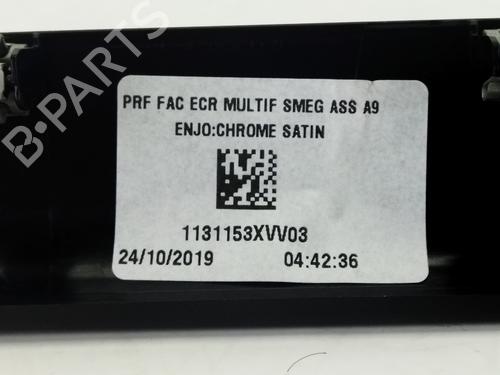 PRF FAC ECR MULTIF SMEG ASS A9
ENJO:CHROME SATIN
1131153XVV03
24/10/2019 04:42:36
B-PARTS